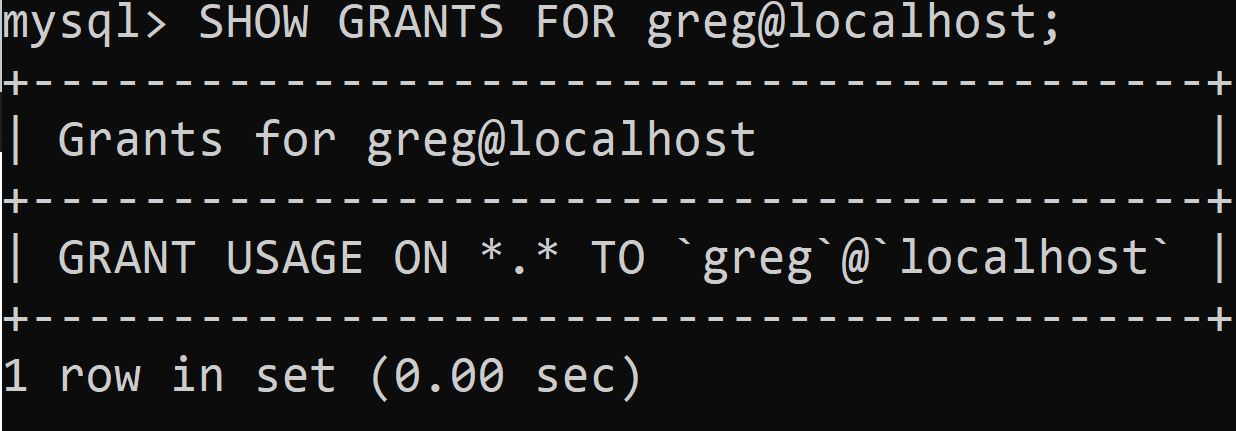 mysql> SHOW GRANTS FOR greg@localhost;
+------------------------------------------+
| Grants for greg@localhost                |
+------------------------------------------+
| GRANT USAGE ON *.* TO `greg`@`localhost` |
+------------------------------------------+
1 row in set (0.00 sec)